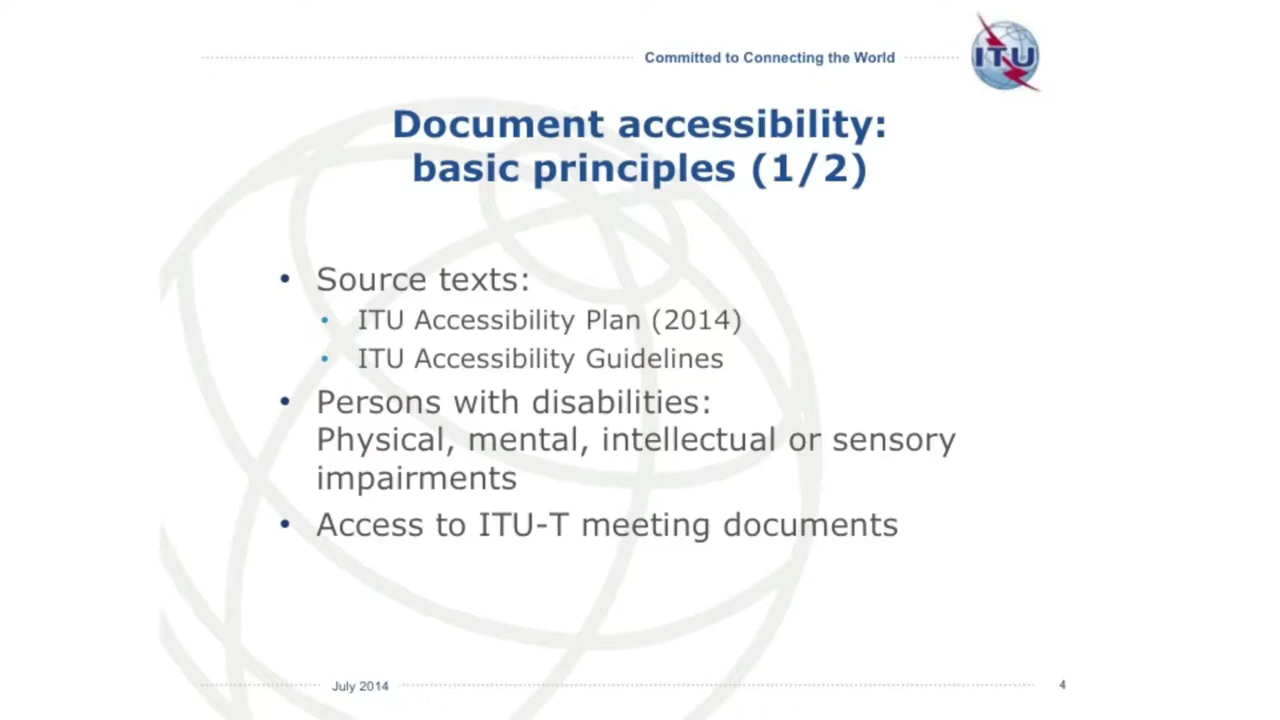 Committed to Connecting the World
ITU
Document accessibility:
basic principles (1/2)
• Source texts:
• ITU Accessibility Plan (2014)
• ITU Accessibility Guidelines
• Persons with disabilities:
Physical, mental, intellectual or sensory
impairments
• Access to ITU-T meeting documents
July 2014
4